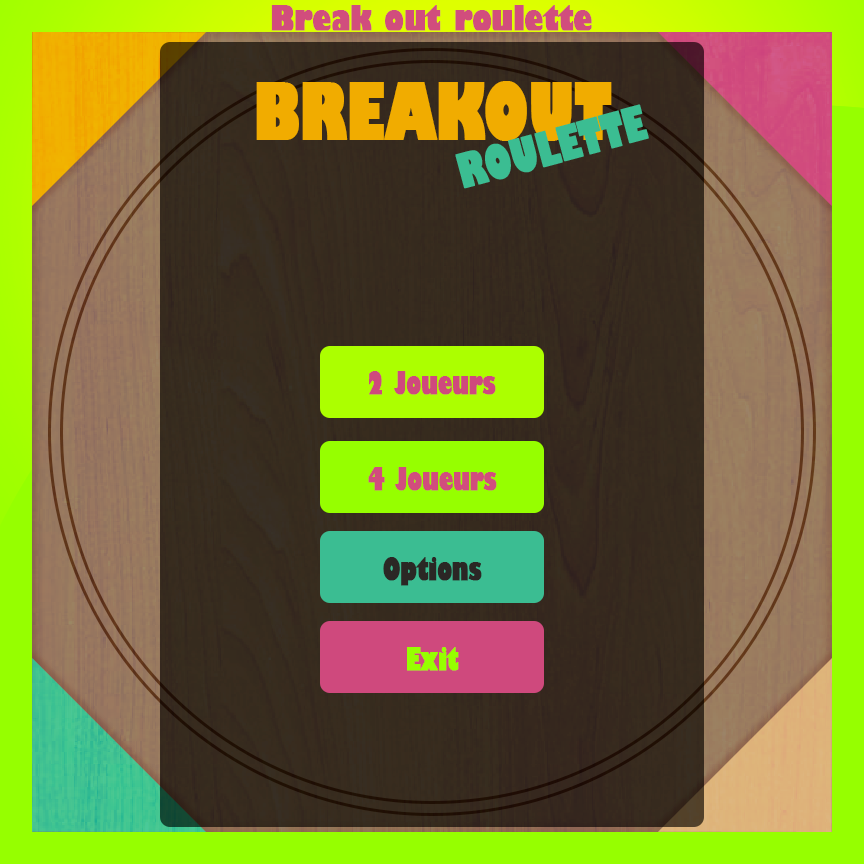 Break out roulette
BREAKOUT
ROULETTE
2 Joueurs
4 Joueurs
Options
Exit